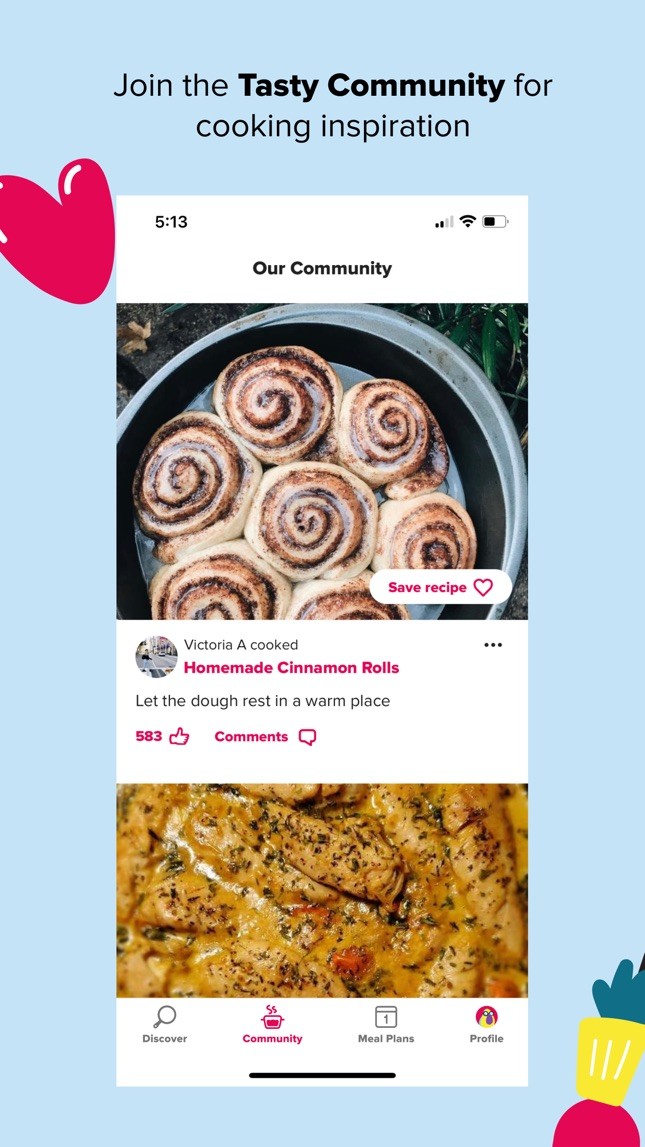 Join the Tasty Community for
cooking inspiration
5:13
Our Community
Save recipe
Victoria A cooked
Homemade Cinnamon Rolls
Let the dough rest in a warm place
583 Comments
1
Discover Community Meal Plans Profile